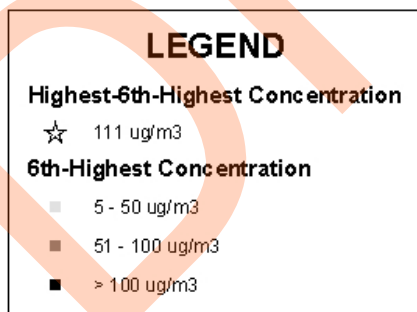 LEGEND
Highest-6th-Highest Concentration
111 ug/m3
6th-Highest Concentration
5 - 50 ug/m3
51 - 100 ug/m3
> 100 ug/m3